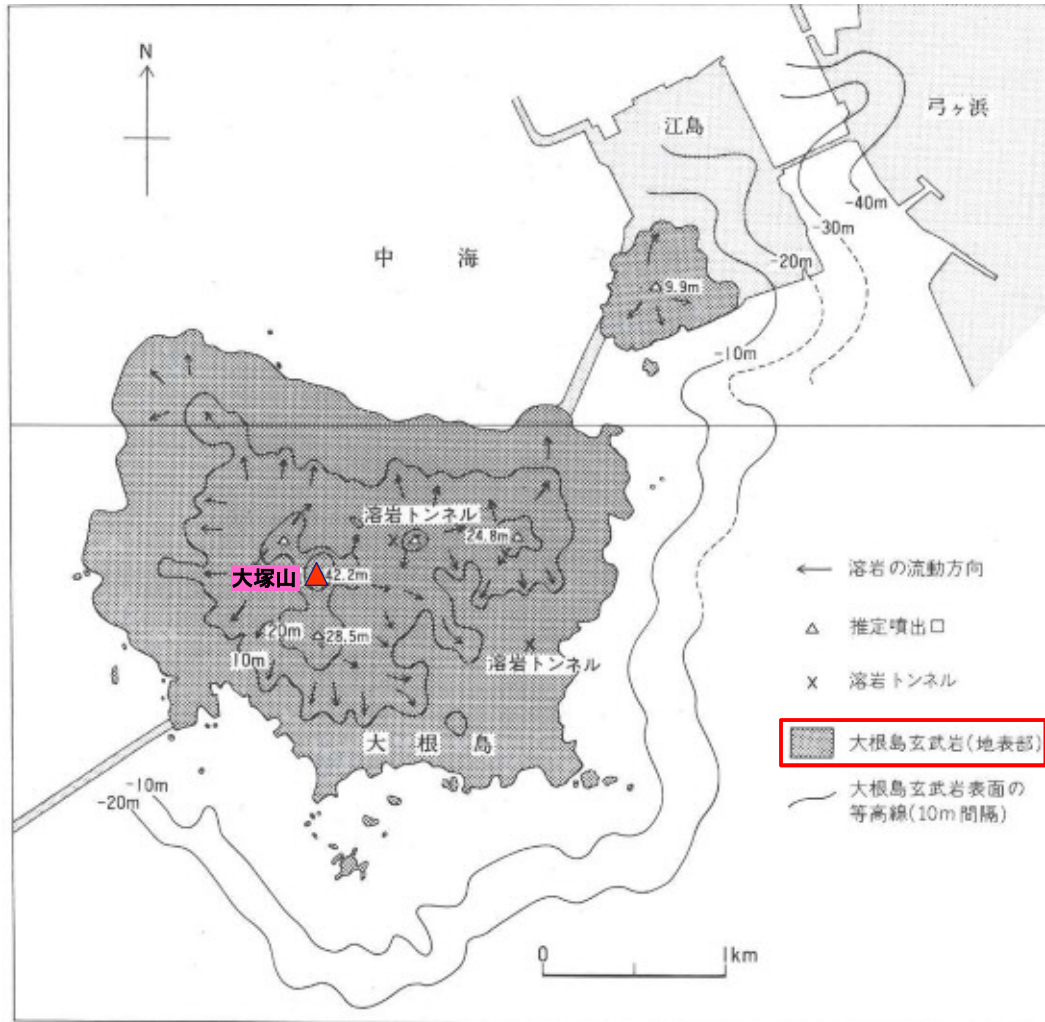 N
江島
弓ヶ浜
-40m
-30m
-20m
中 海
9.9m
-10m
溶岩トンネル
24.8m
大塚山
42.2m
20m
28.5m
10m
溶岩トンネル
大 根 島
← 溶岩の流動方向
△ 推定噴出口
x 溶岩トンネル
大根島玄武岩(地表部)
大根島玄武岩表面の
等高線(10m間隔)
-10m
-20m
0 1km